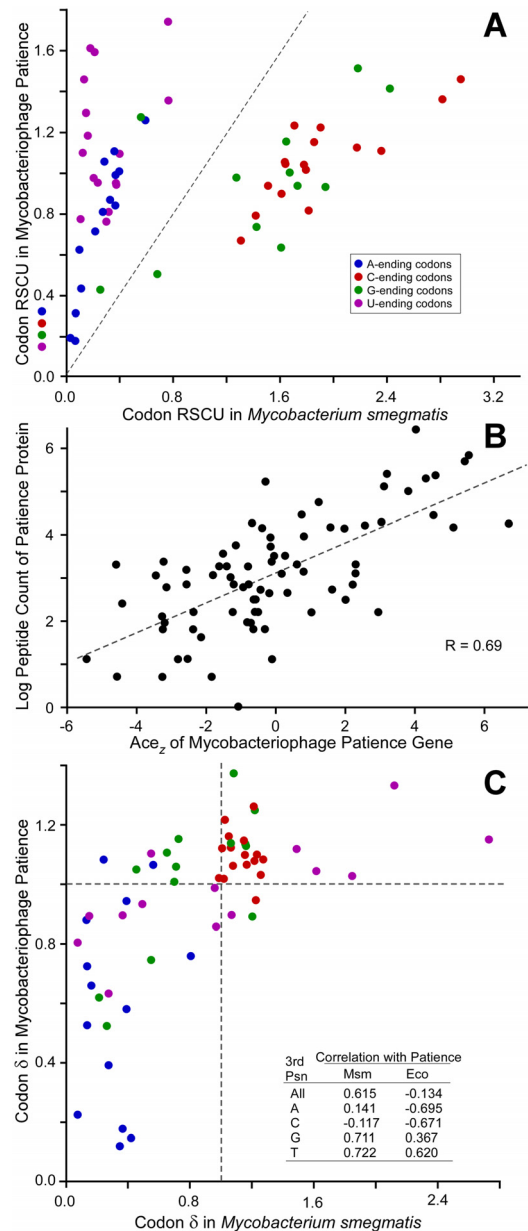 A
1.6
1.2
0.8
0.4
0.0
Codon RSCU in Mycobacteriophage Patience
A-ending codons
C-ending codons
G-ending codons
U-ending codons
0.0 0.8 1.6 2.4 3.2
Codon RSCU in Mycobacterium smegmatis
B
6
4
2
0
Log Peptide Count of Patience Protein
R = 0.69
-6 -4 -2 0 2 4 6
Acez of Mycobacteriophage Patience Gene
C
1.2
0.8
0.4
0.0
Codon δ in Mycobacteriophage Patience
3rd Psn Correlation with Patience
Msm Eco
All 0.615 -0.134
A 0.141 -0.695
C -0.117 -0.671
G 0.711 0.367
T 0.722 0.620
0.0 0.8 1.6 2.4
Codon δ in Mycobacterium smegmatis